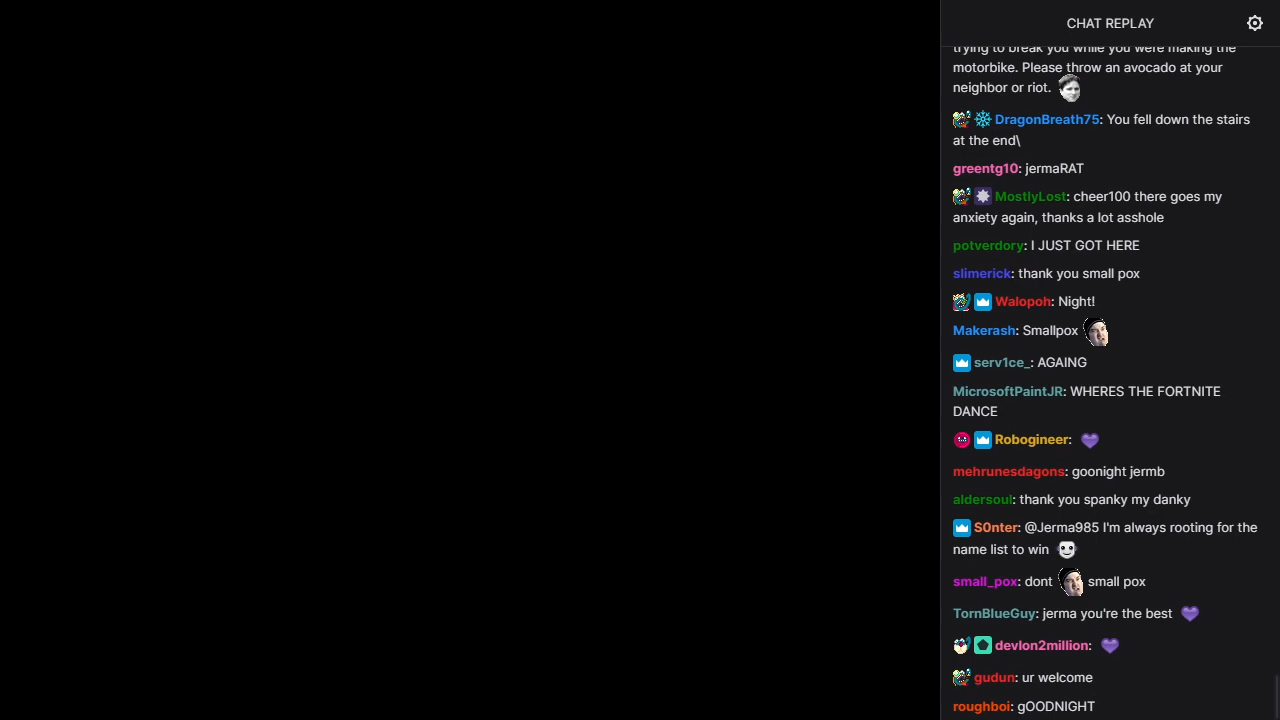 CHAT REPLAY
trying to break you while you were making the
motorbike. Please throw an avocado at your
neighbor or riot.
DragonBreath75: You fell down the stairs
at the end\
greentg10: jermaRAT
MostlyLost: cheer100 there goes my
anxiety again, thanks a lot asshole
potverdory: I JUST GOT HERE
slimerick: thank you small pox
Walopoh: Night!
Makerash: Smallpox
serv1ce_: AGAING
MicrosoftPaintJR: WHERES THE FORTNITE
DANCE
Robogineer:
mehrunesdagons: goonight jermb
aldersoul: thank you spanky my danky
S0nter: @Jerma985 I'm always rooting for the
name list to win
small_pox: dont small pox
TornBlueGuy: jerma you're the best
devlon2million:
gudun: ur welcome
roughboi: gOODNIGHT